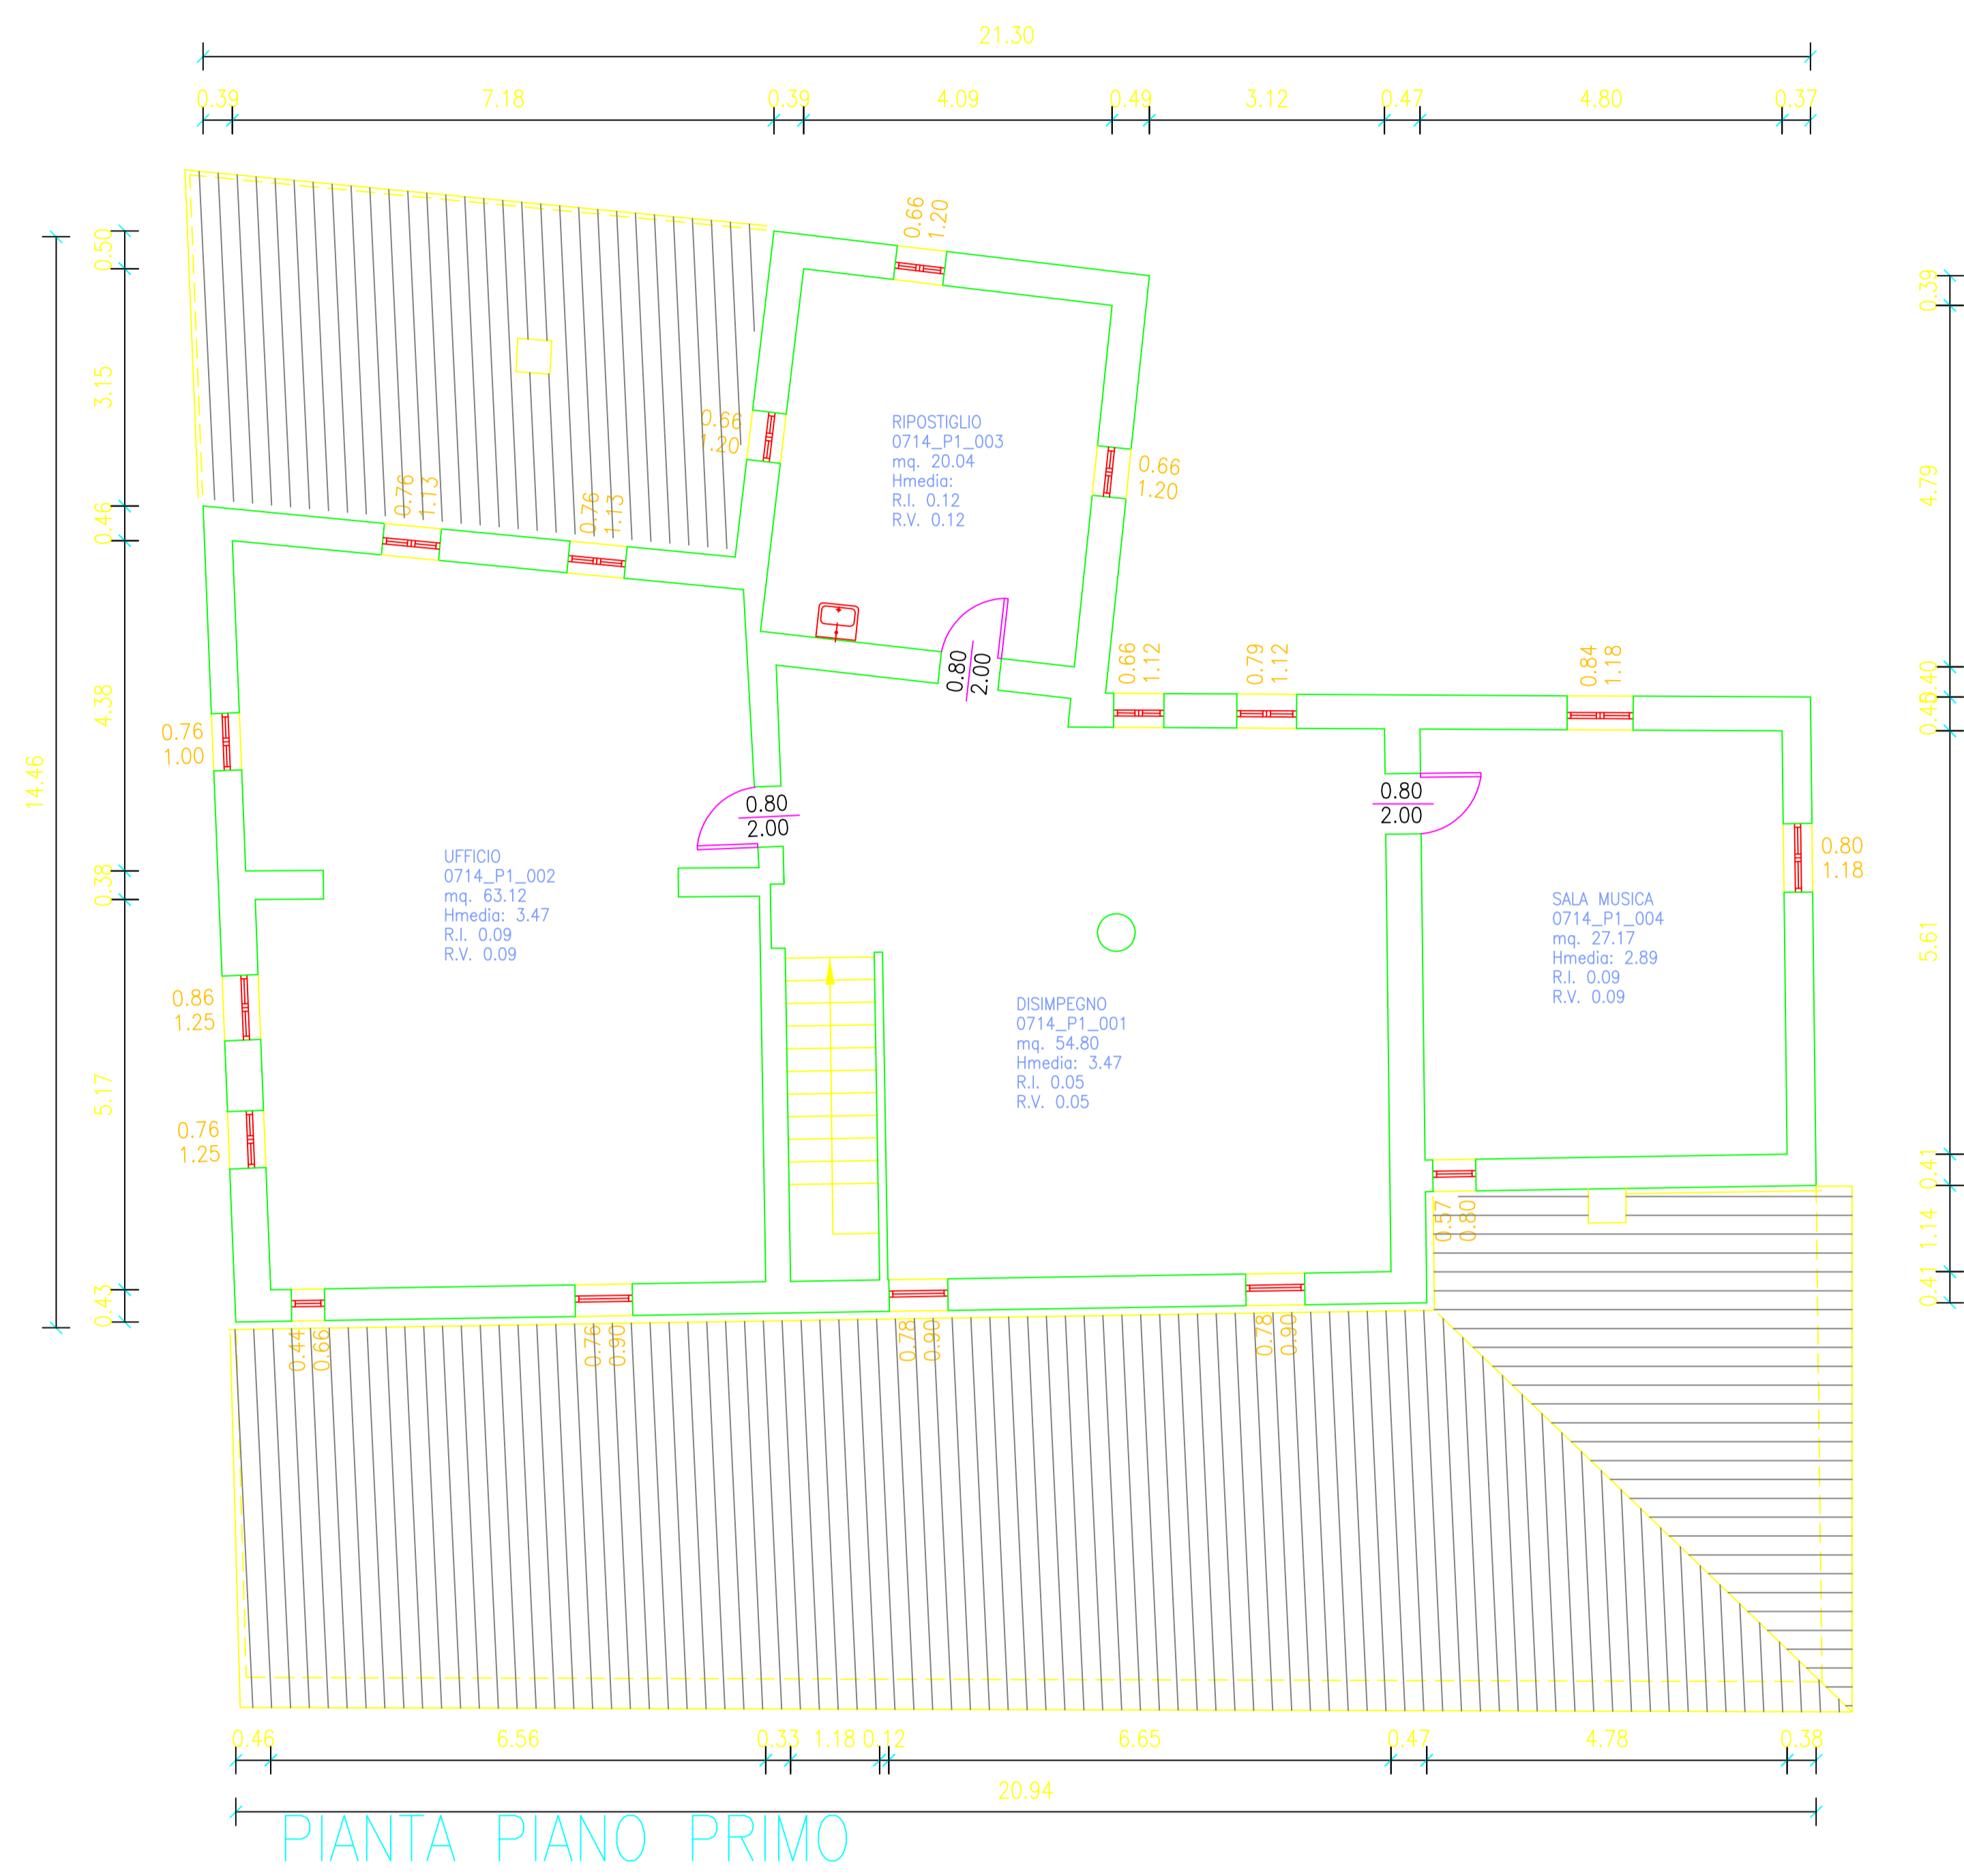 21.30
0.39 7.18 0.39 4.09 0.49 3.12 0.47 4.80 0.37
0.50
3.15
0.46
4.38
0.38
5.17
0.43
14.46
0.39
4.79
0.40
0.45
5.61
0.41
1.14
0.41
0.66
1.20
0.66
1.20
0.66
1.20
0.76
1.13
0.76
1.13
RIPOSTIGLIO
0714_P1_003
mq. 20.04
Hmedia:
R.I. 0.12
R.V. 0.12
0.80
2.00
0.66
1.12
0.79
1.12
0.84
1.18
0.76
1.00
0.80
2.00
0.80
2.00
0.80
1.18
UFFICIO
0714_P1_002
mq. 63.12
Hmedia: 3.47
R.I. 0.09
R.V. 0.09
SALA MUSICA
0714_P1_004
mq. 27.17
Hmedia: 2.89
R.I. 0.09
R.V. 0.09
0.86
1.25
DISIMPEGNO
0714_P1_001
mq. 54.80
Hmedia: 3.47
R.I. 0.05
R.V. 0.05
0.76
1.25
0.57
0.80
0.44
0.66
0.76
0.90
0.78
0.90
0.78
0.90
0.46 6.56 0.33 1.18 0.12 6.65 0.47 4.78 0.38
20.94
PIANTA PIANO PRIMO